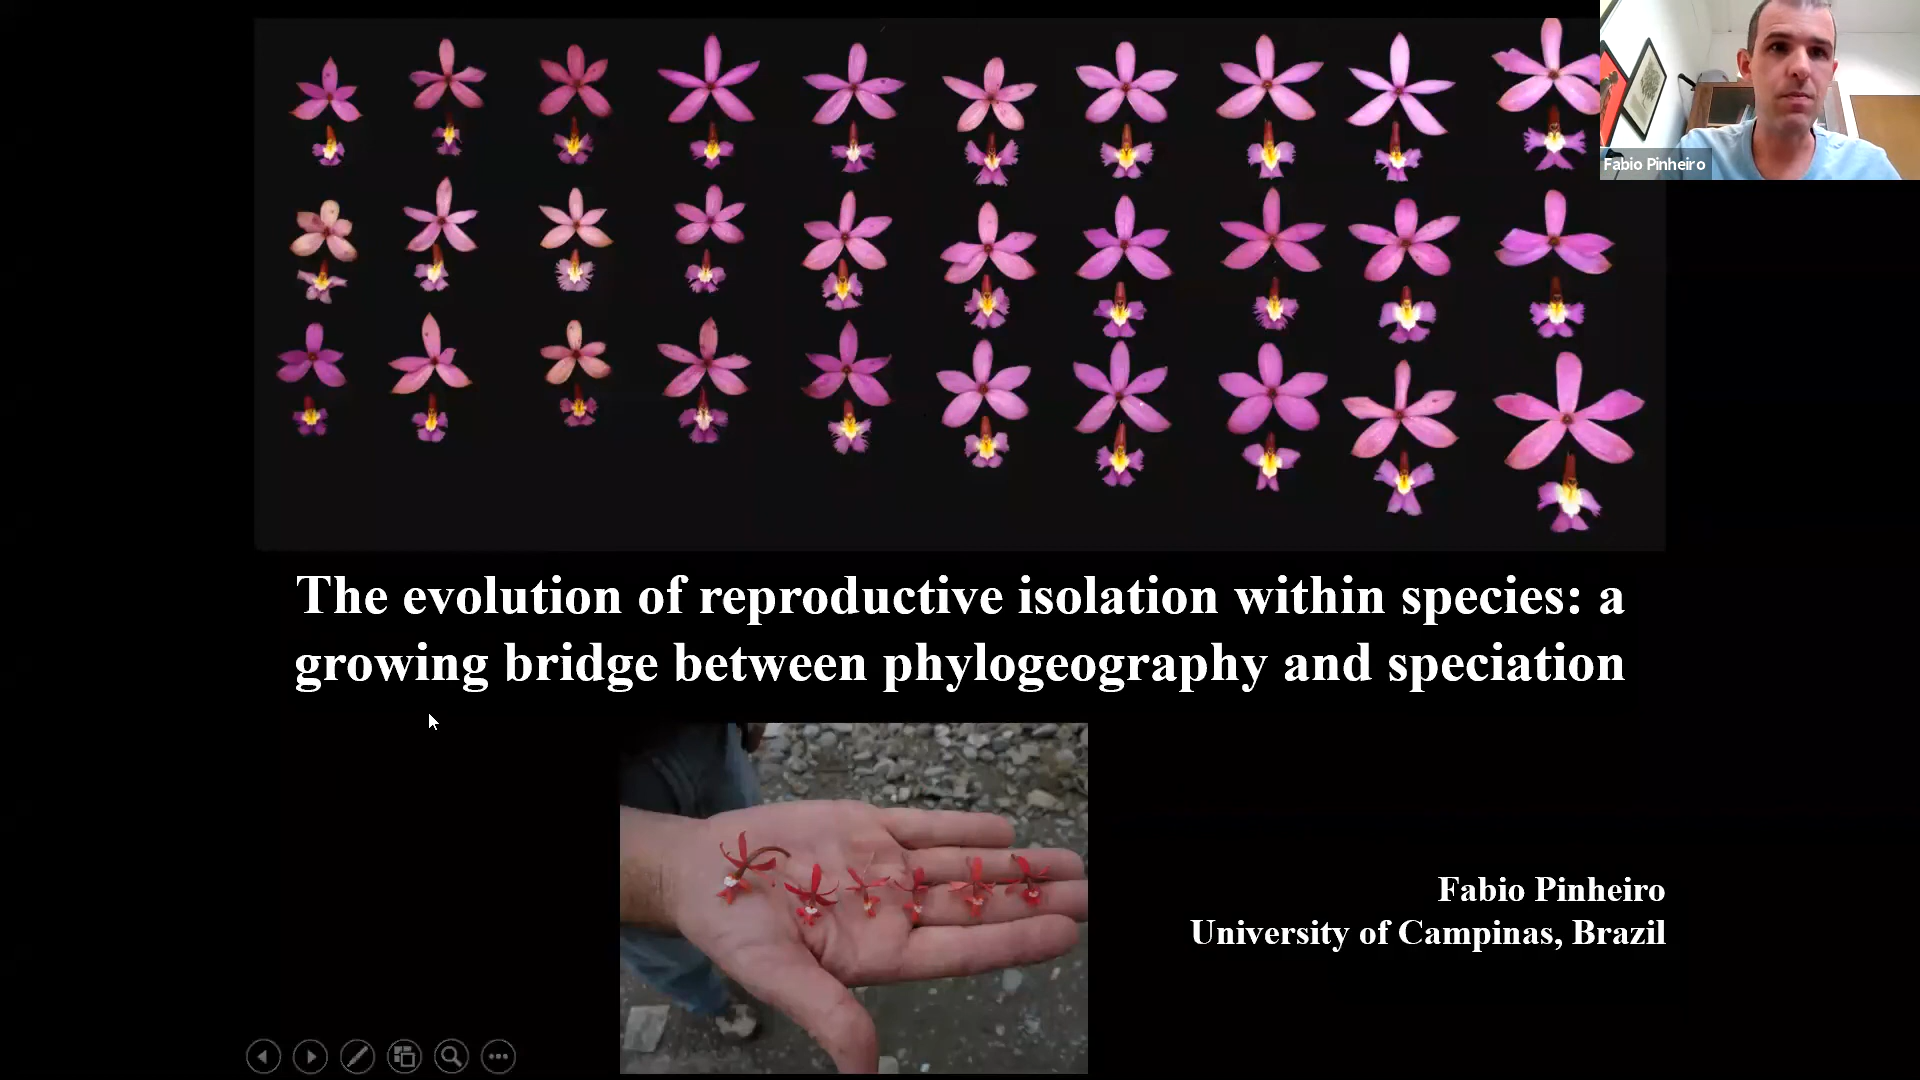 Fabio Pinheiro
The evolution of reproductive isolation within species: a
growing bridge between phylogeography and speciation
Fabio Pinheiro
University of Campinas, Brazil